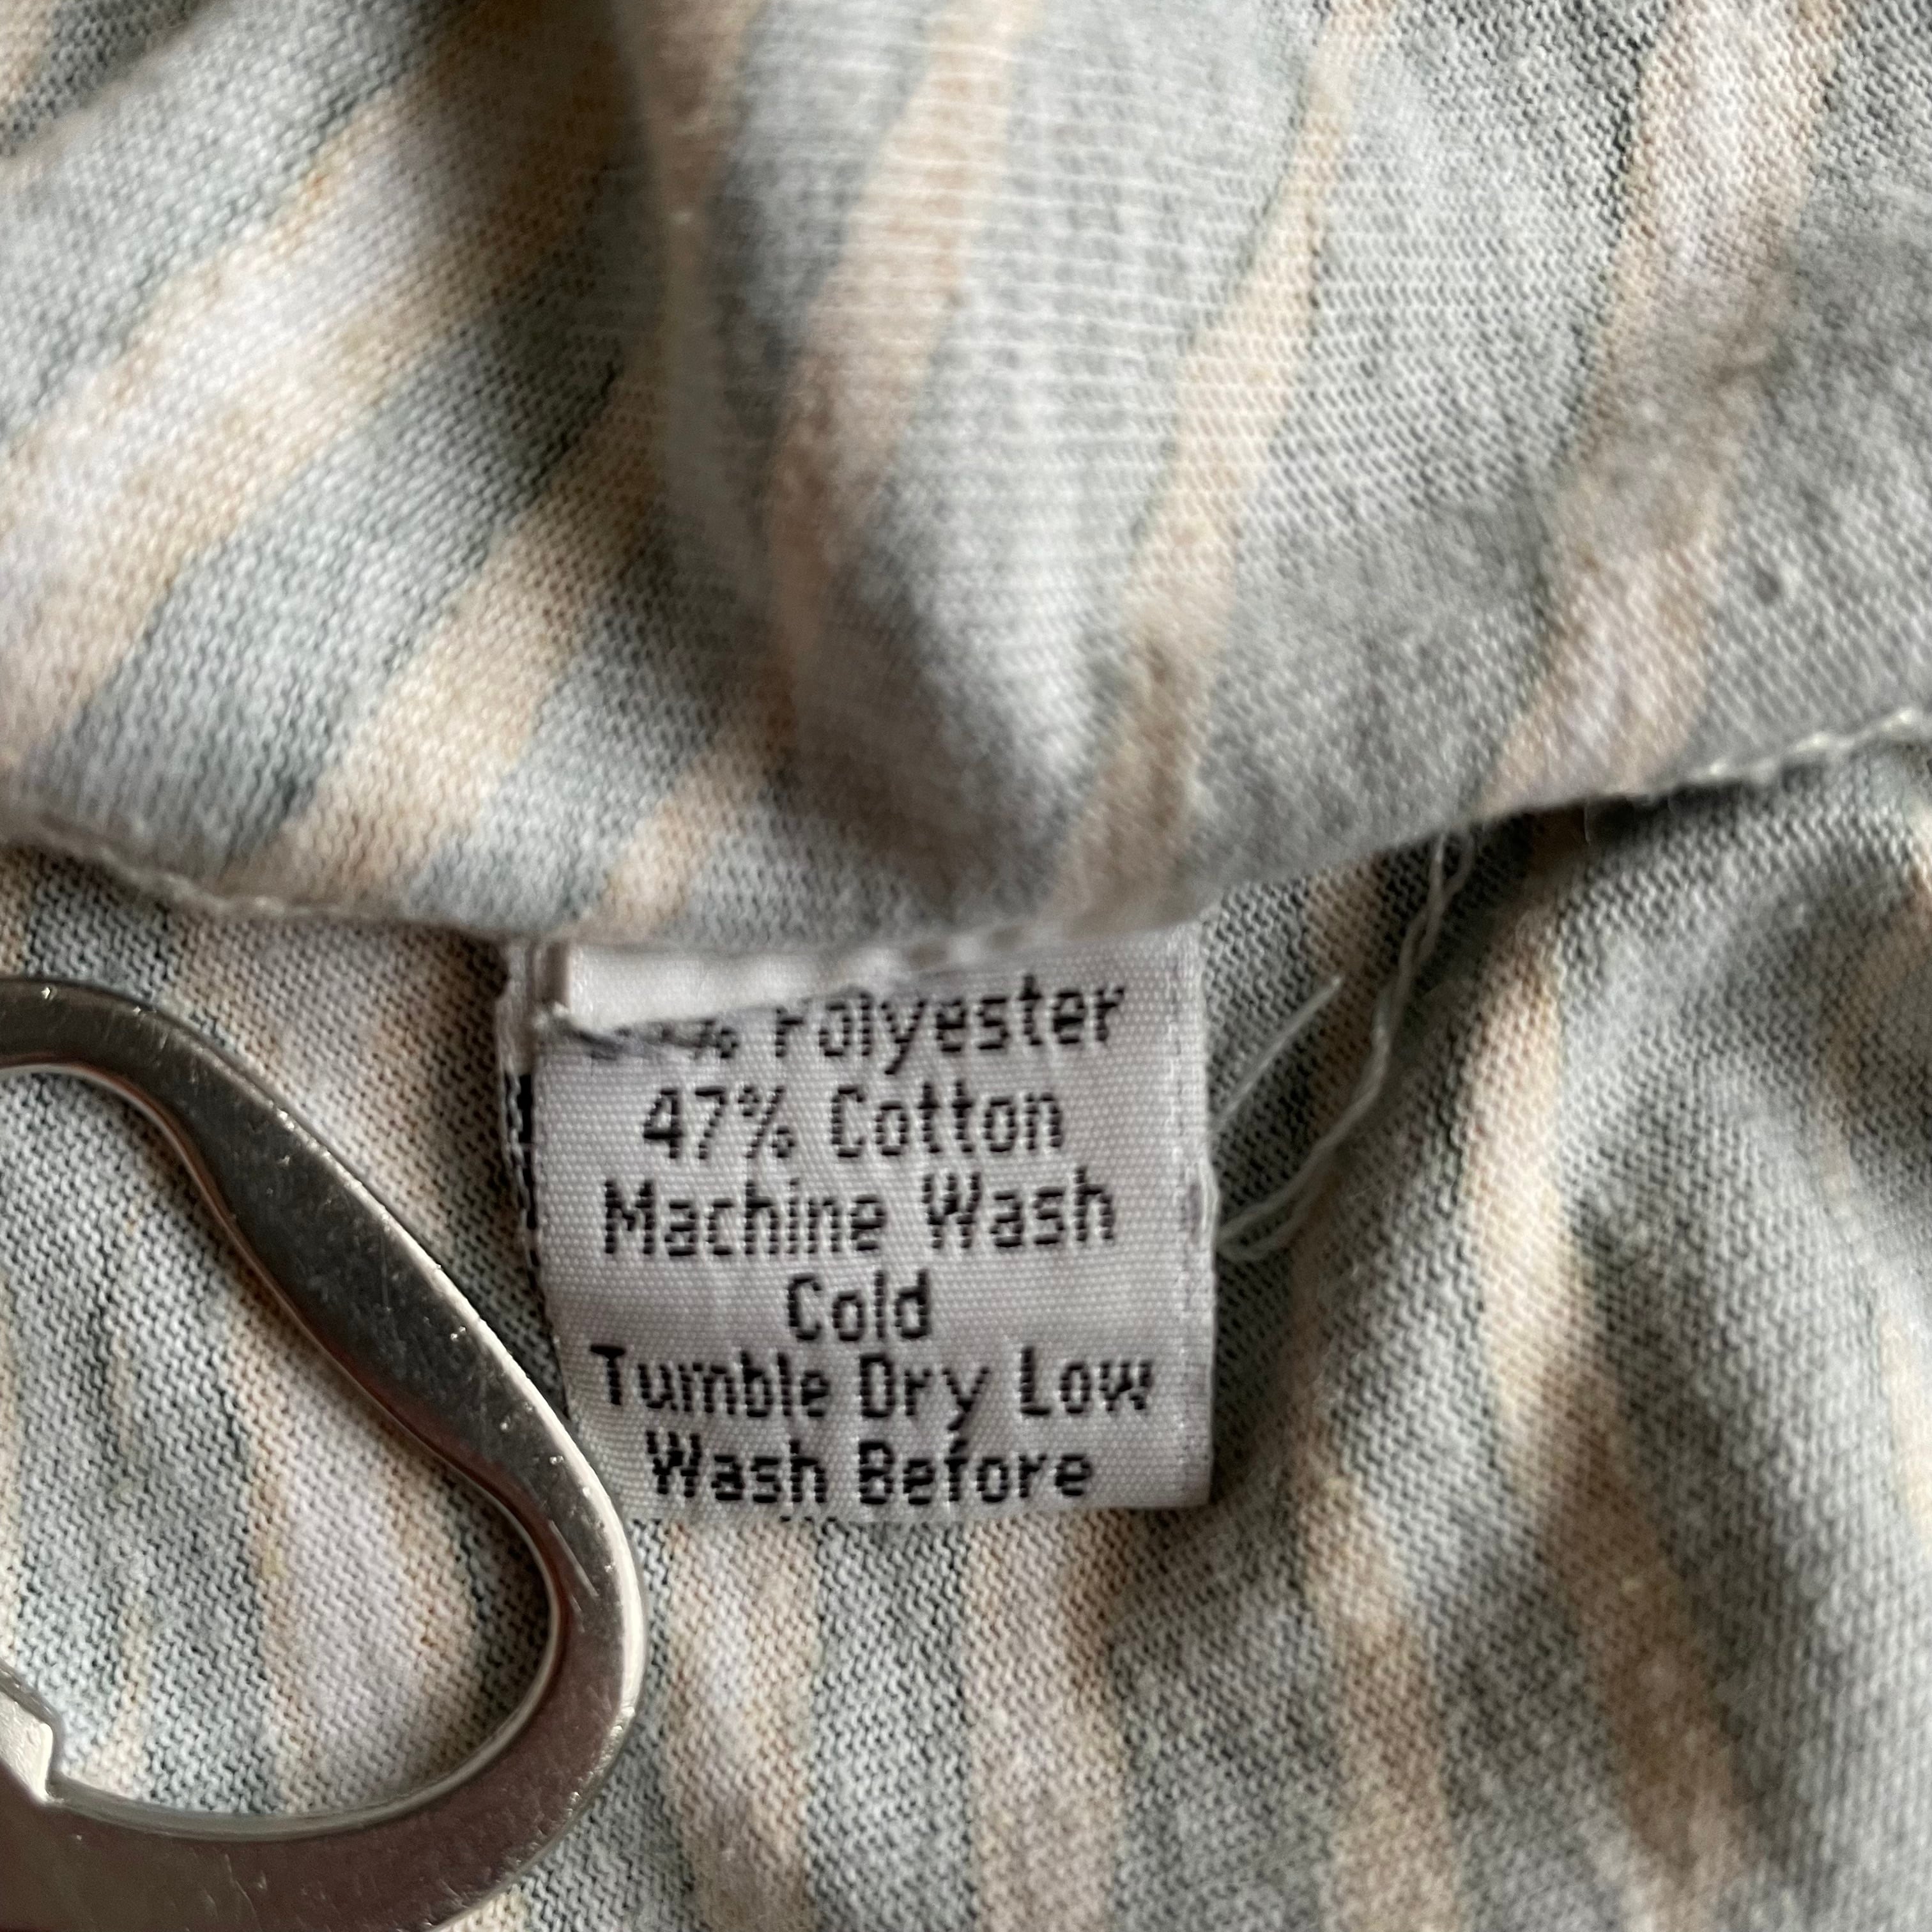 % Polyester
47% Cotton
Machine Wash
Cold
Tumble Dry Low
Wash Before